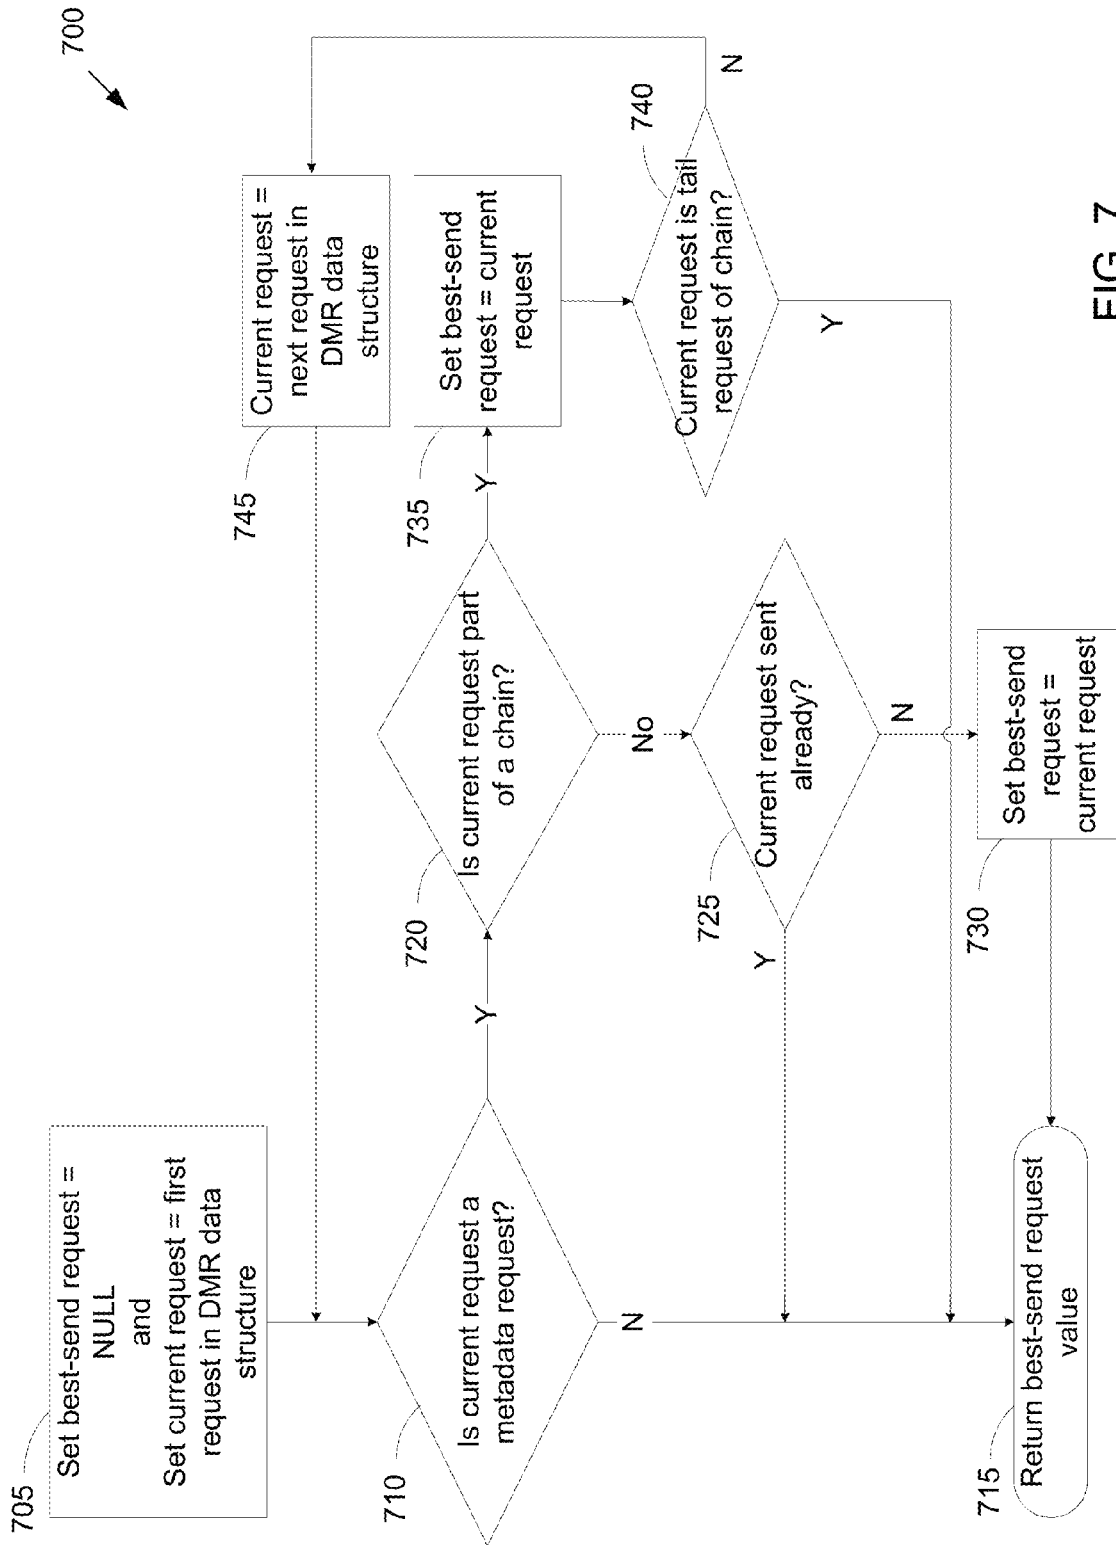 700
705
Set best-send request =
NULL
and
Set current request = first
request in DMR data
structure
745
Current request =
next request in
DMR data
structure
710
Is current request a
metadata request?
Y
N
720
Is current request part
of a chain?
Y
No
735
Set best-send
request = current
request
740
Current request is tail
request of chain?
N
Y
725
Current request sent
already?
Y
N
730
Set best-send
request =
current request
715
Return best-send request
value
FIG. 7